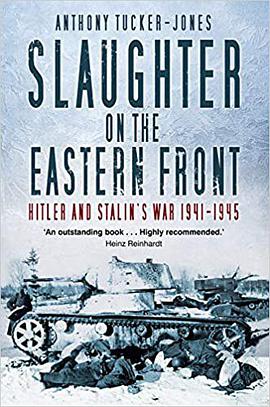 ANTHONY TUCKER-JONES
SLAUGHTER
ON THE
EASTERN FRONT
HITLER AND STALIN'S WAR 1941-1945
'An outstanding book . . . Highly recommended.'
Heinz Reinhardt